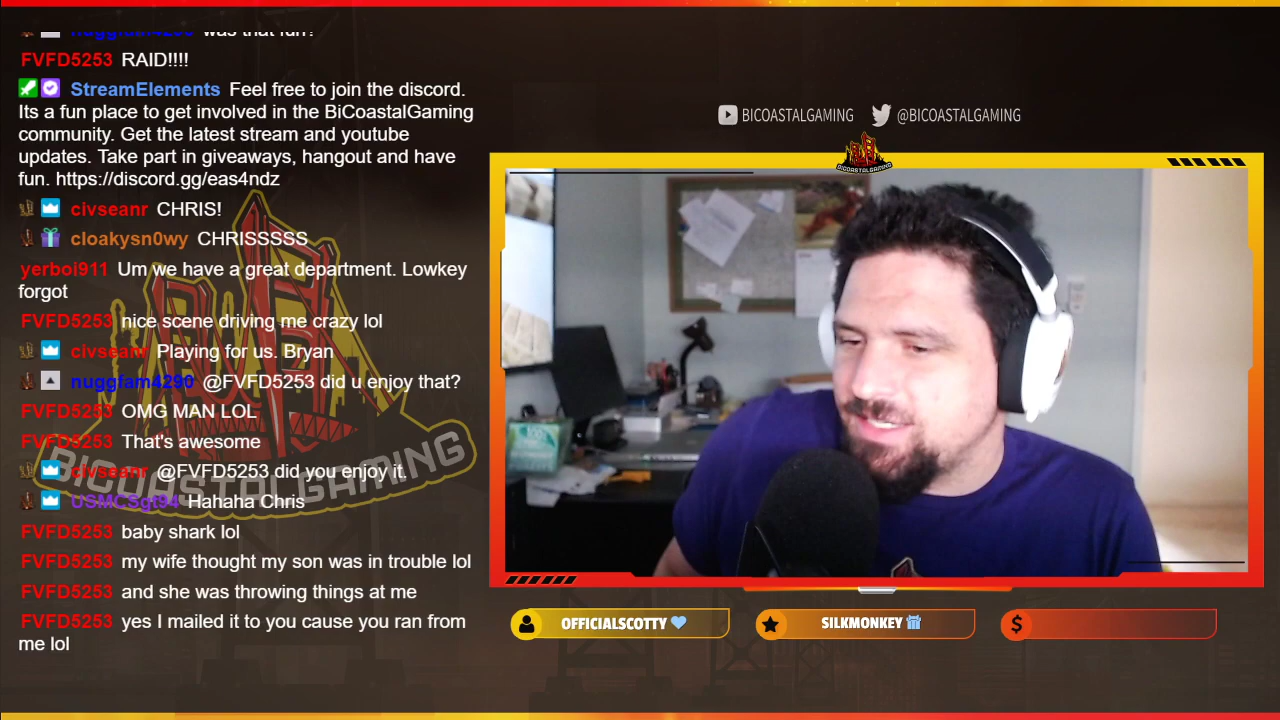 was that fun?
FVFD5253 RAID!!!!
StreamElements Feel free to join the discord.
Its a fun place to get involved in the BiCoastalGaming
community. Get the latest stream and youtube
updates. Take part in giveaways, hangout and have
fun. https://discord.gg/eas4ndz
civseanr CHRIS!
cloakysn0wy CHRISSSSS
yerboi911 Um we have a great department. Lowkey
forgot
FVFD5253 nice scene driving me crazy lol
civseanr Playing for us. Bryan
nuggfam4290 @FVFD5253 did u enjoy that?
FVFD5253 OMG MAN LOL
FVFD5253 That's awesome
civseanr @FVFD5253 did you enjoy it.
USMCSgt94 Hahaha Chris
FVFD5253 baby shark lol
FVFD5253 my wife thought my son was in trouble lol
FVFD5253 and she was throwing things at me
FVFD5253 yes I mailed it to you cause you ran from
me lol
BICOASTALGAMING
BICOASTALGAMING @BICOASTALGAMING
BICOASTALGAMING
OFFICIALSCOTTY SILKMONKEY $